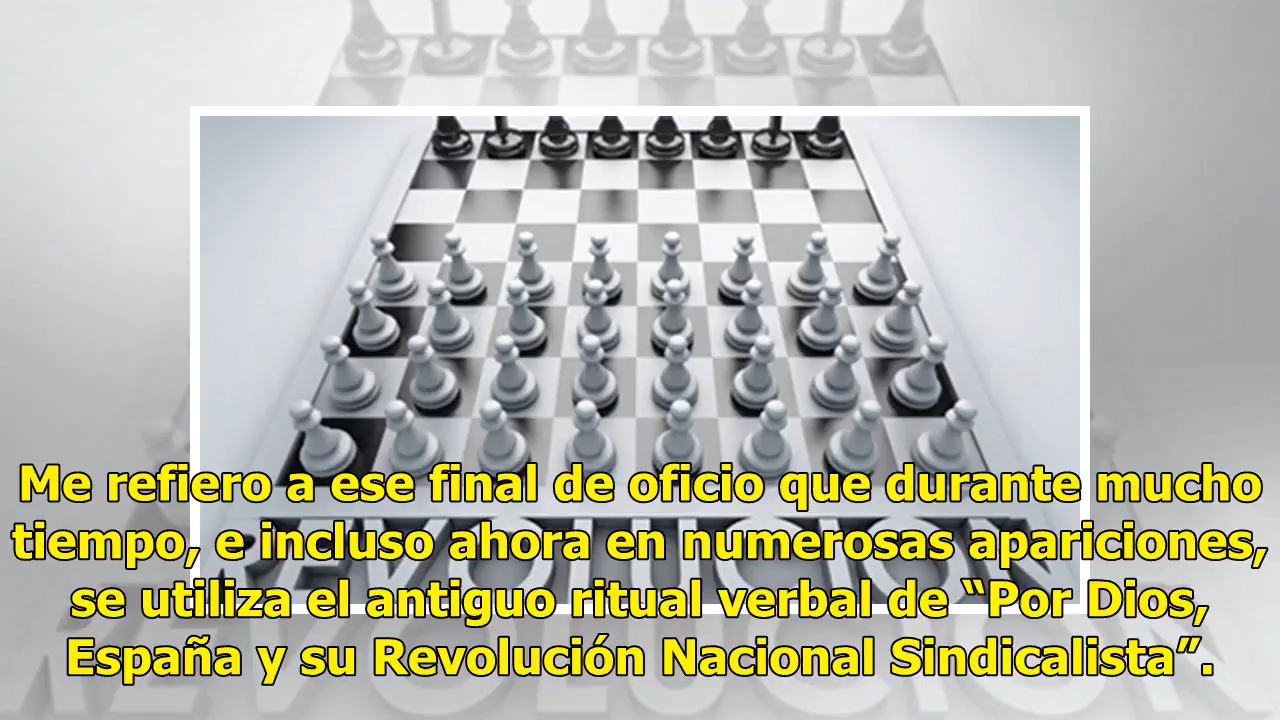 Me refiero a ese final de oficio que durante mucho
tiempo, e incluso ahora en numerosas apariciones,
se utiliza el antiguo ritual verbal de “Por Dios,
España y su Revolución Nacional Sindicalista”.
REVOLUCION